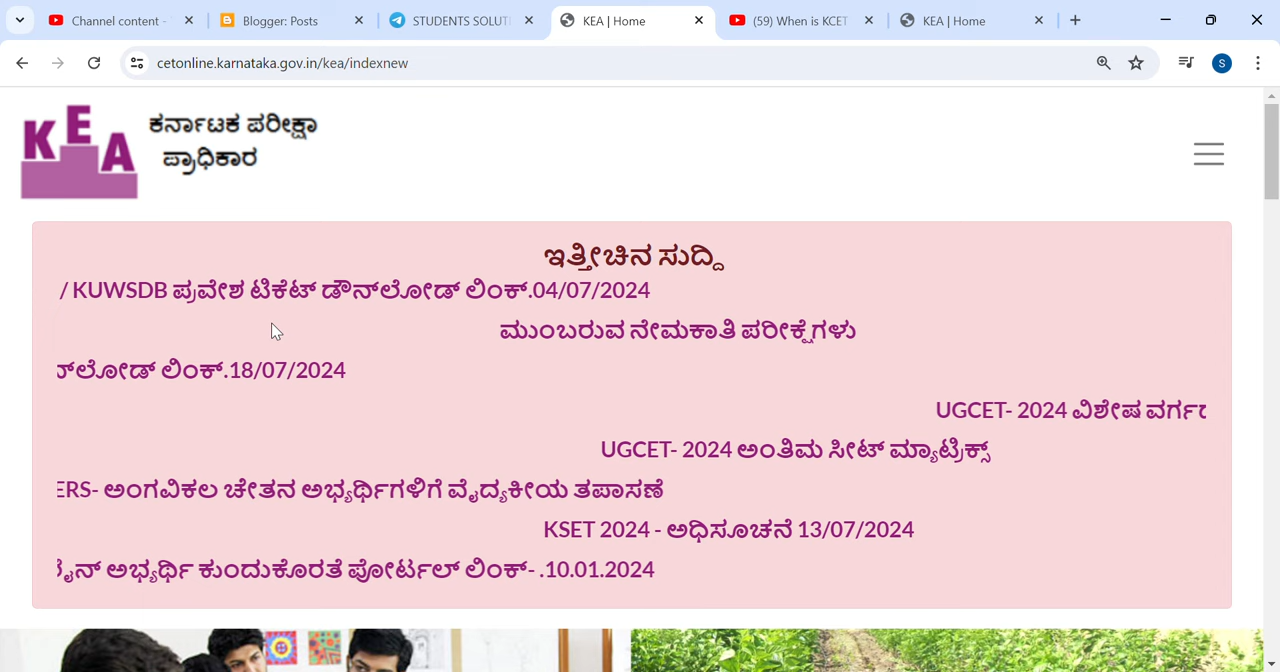 Channel content -
Blogger: Posts
STUDENTS SOLUT
KEA | Home
(59) When is KCET
KEA | Home
cetonline.karnataka.gov.in/kea/indexnew
S
KEA
ಕರ್ನಾಟಕ ಪರೀಕ್ಷಾ
ಪ್ರಾಧಿಕಾರ
ಇತ್ತೀಚಿನ ಸುದ್ದಿ
/ KUWSDB ಪ್ರವೇಶ ಟಿಕೆಟ್ ಡೌನ್‌ಲೋಡ್ ಲಿಂಕ್.04/07/2024
ಮುಂಬರುವ ನೇಮಕಾತಿ ಪರೀಕ್ಷೆಗಳು
ನ್‌ಲೋಡ್ ಲಿಂಕ್.18/07/2024
UGCET- 2024 ವಿಶೇಷ
UGCET- 2024 ಅಂತಿಮ ಸೀಟ್ ಮ್ಯಾಟ್ರಿಕ್ಸ್
ERS- ಅಂಗವಿಕಲ ಚೇತನ ಅಭ್ಯರ್ಥಿಗಳಿಗೆ ವೈದ್ಯಕೀಯ ತಪಾಸಣೆ
KSET 2024 - ಅಧಿಸೂಚನೆ 13/07/2024
ಅಭ್ಯರ್ಥಿ ಕುಂದುಕೊರತೆ ಪೋರ್ಟಲ್ ಲಿಂಕ್- .10.01.2024